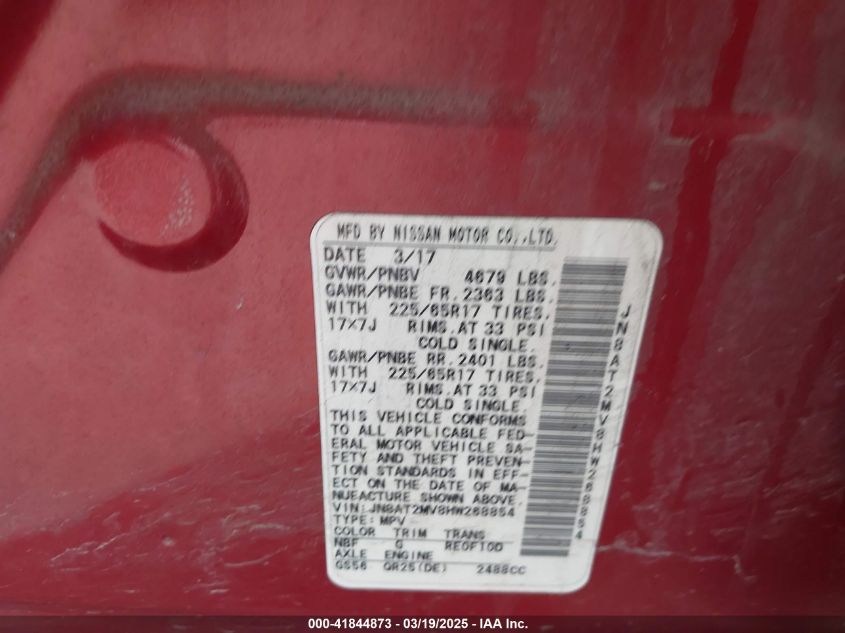 MFD BY NISSAN MOTOR CO.,LTD.
DATE 3/17
GVWR/PNBV 4679 LBS.
GAWR/PNBE FR. 2363 LBS.
WITH 225/65R17 TIRES,
17X7J RIMS. AT 33 PSI
COLD SINGLE.
GAWR/PNBE RR. 2401 LBS.
WITH 225/65R17 TIRES,
17X7J RIMS. AT 33 PSI
COLD SINGLE.
THIS VEHICLE CONFORMS
TO ALL APPLICABLE FED-
ERAL MOTOR VEHICLE SA-
FETY AND THEFT PREVEN-
TION STANDARDS IN EFF-
ECT ON THE DATE OF MA-
NUFACTURE SHOWN ABOVE.
VIN: JN8AT2MV8HW268854
TYPE: MPV
COLOR TRIM TRANS
NBF G RE0F10D
AXLE ENGINE
GS56 QR25(DE) 2488CC
JN8AT2MV8HW268854
000-41844873 - 03/19/2025 - IAA Inc.